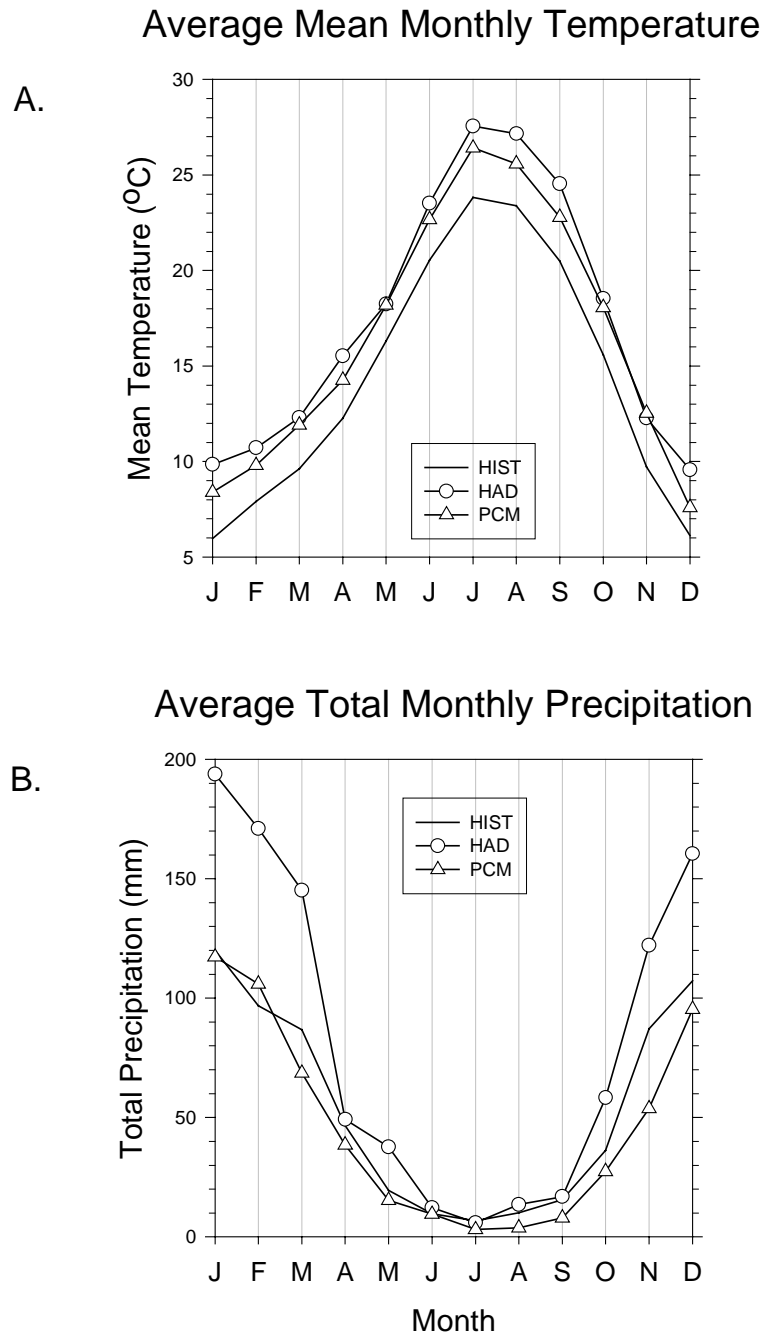 Average Mean Monthly Temperature
A.
Mean Temperature (ºC)
30
25
20
15
10
5
HIST
HAD
PCM
J F M A M J J A S O N D
Average Total Monthly Precipitation
B.
Total Precipitation (mm)
200
150
100
50
0
HIST
HAD
PCM
J F M A M J J A S O N D
Month